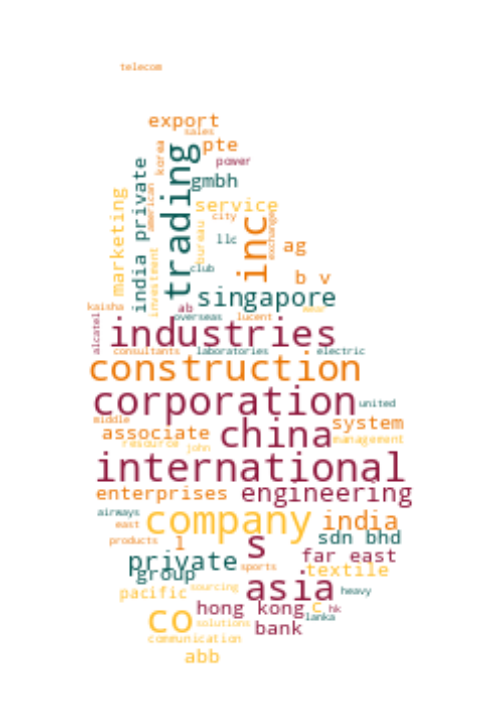 telecom
export
sales
korea
pte
power
trading
india private
american
gmbh
marketing
service
city
inc
exchange
bureau
llc
ag
investment
club
b v
singapore
kaisha
ab
overseas
lucent
alcatel
industries
consultants
laboratories
electric
construction
corporation
united
middle
associate
china
system
resource
john
management
international
enterprises
engineering
airways
east
company
india
products
l
s
sdn bhd
private
far east
group
sports
textile
pacific
sourcing
asia
heavy
hong kong
c
hk
co
solutions
lanka
bank
communication
abb